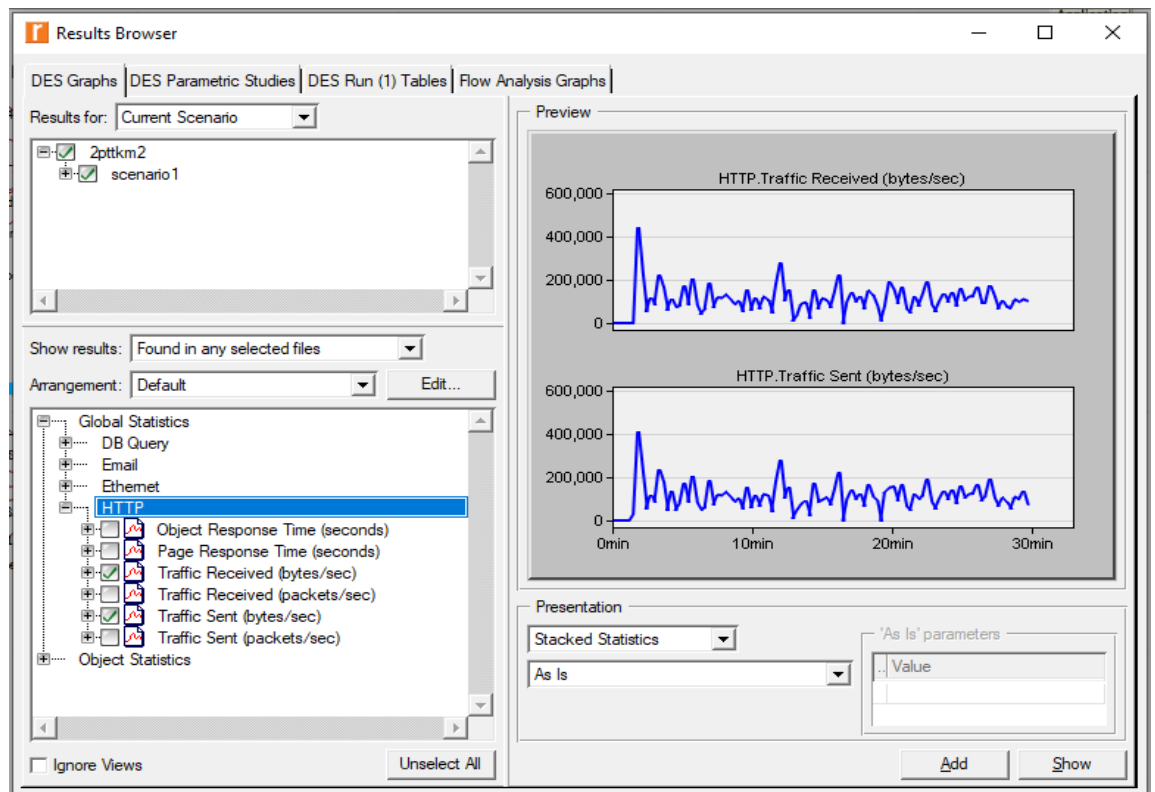 Results Browser
DES Graphs DES Parametric Studies DES Run (1) Tables Flow Analysis Graphs
Results for: Current Scenario
2pttkm2
scenario1
Show results: Found in any selected files
Arrangement: Default Edit...
Global Statistics
DB Query
Email
Ethernet
HTTP
Object Response Time (seconds)
Page Response Time (seconds)
Traffic Received (bytes/sec)
Traffic Received (packets/sec)
Traffic Sent (bytes/sec)
Traffic Sent (packets/sec)
Object Statistics
Ignore Views Unselect All
Preview
HTTP.Traffic Received (bytes/sec)
600,000
400,000
200,000
0
HTTP.Traffic Sent (bytes/sec)
600,000
400,000
200,000
0
0min 10min 20min 30min
Presentation
Stacked Statistics
As Is
'As Is' parameters
.. Value
Add Show